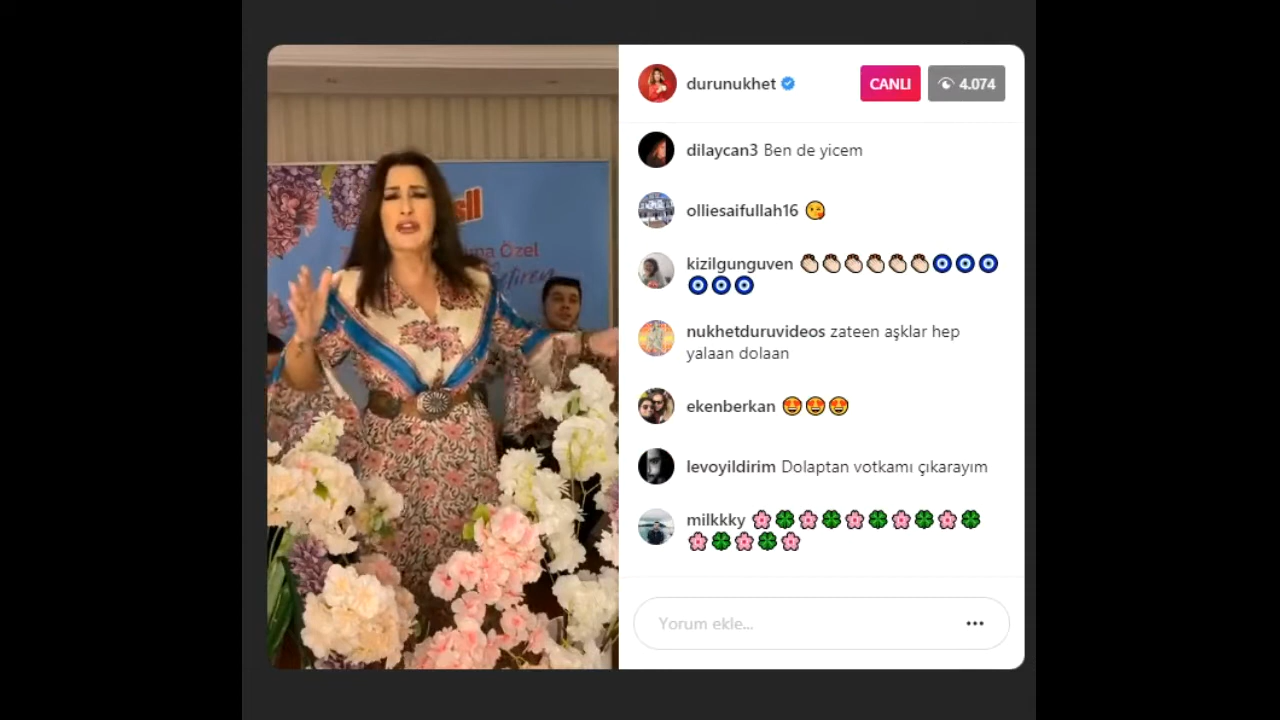 durunukhet
CANLI
4.074
dilaycan3 Ben de yicem
olliesaifullah16 😘
kizilgunguven 👏🏻👏🏻👏🏻👏🏻👏🏻👏🏻🧿🧿🧿
🧿🧿🧿
nukhetduruvideos zateen aşklar hep
yalaan dolaan
ekenberkan 🤩🤩🤩
levoyildirim Dolaptan votkamı çıkarayım
milkkky 🌸🍀🌸🍀🌸🍀🌸🍀🌸🍀
🌸🍀🌸🍀🌸
Yorum ekle...
Özel